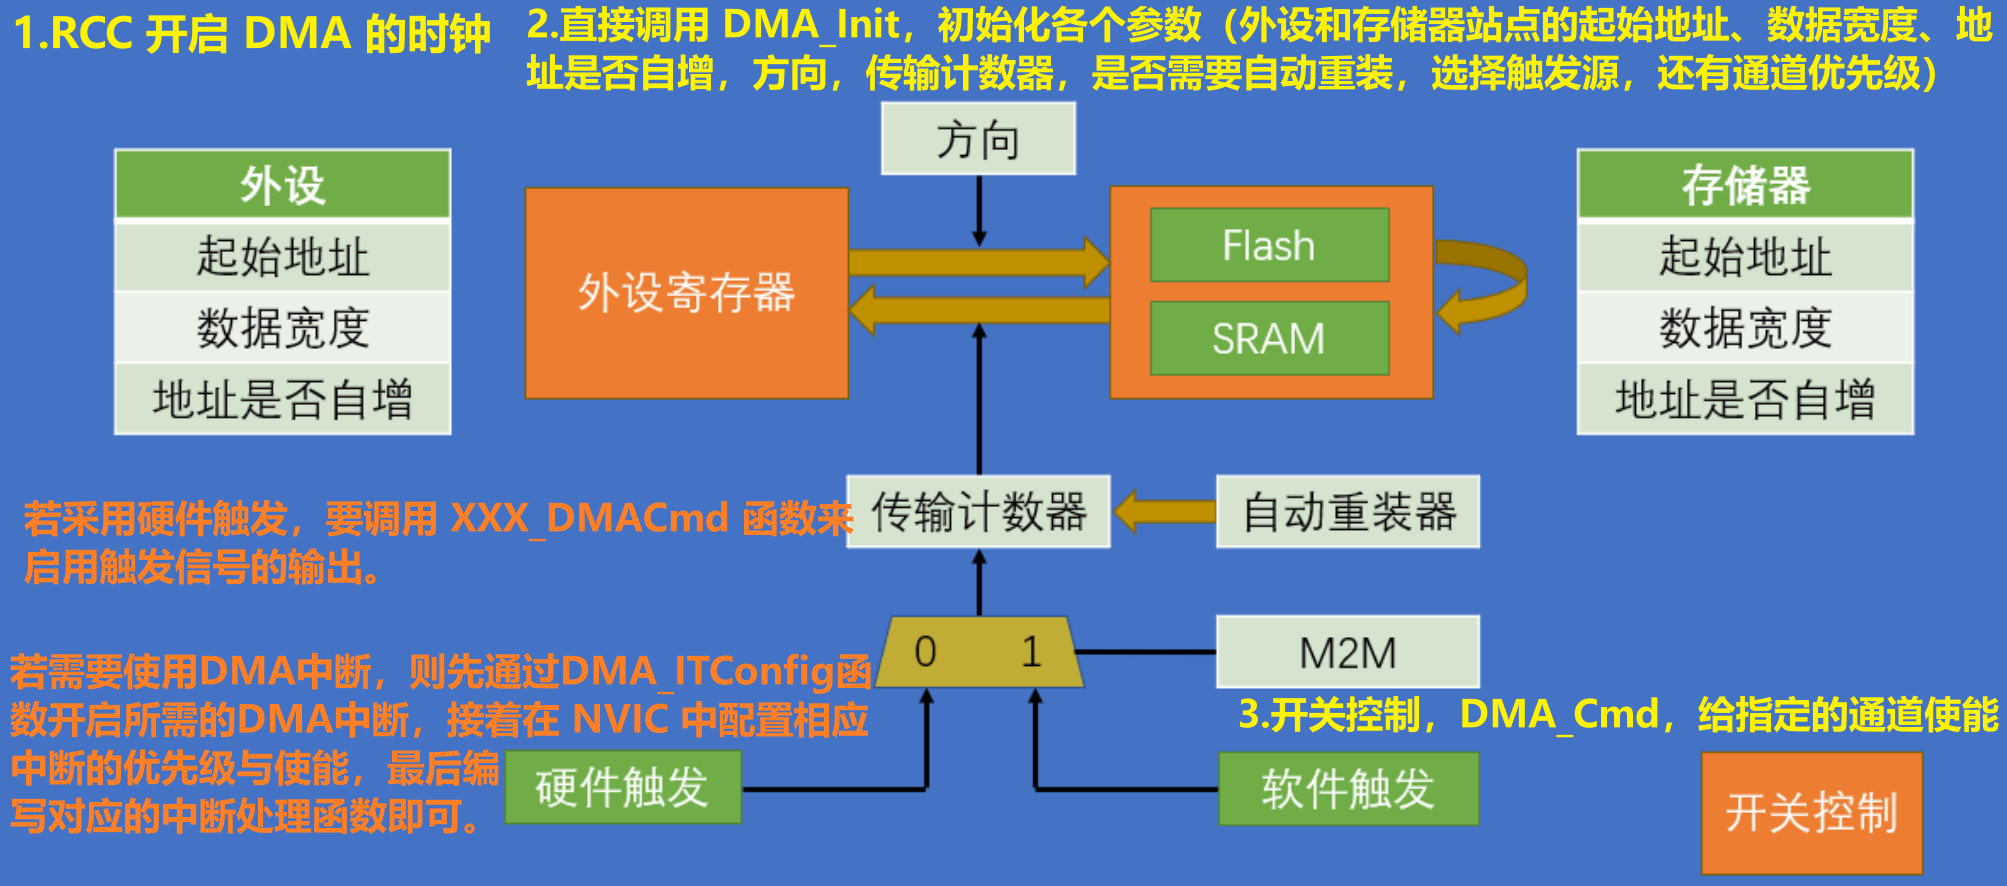 1.RCC 开启 DMA 的时钟
2.直接调用 DMA_Init，初始化各个参数（外设和存储器站点的起始地址、数据宽度、地
址是否自增，方向，传输计数器，是否需要自动重装，选择触发源，还有通道优先级）
方向
外设
起始地址
数据宽度
地址是否自增
外设寄存器
Flash
SRAM
存储器
起始地址
数据宽度
地址是否自增
若采用硬件触发，要调用 XXX_DMACmd 函数来
启用触发信号的输出。
传输计数器
自动重装器
0
1
M2M
若需要使用DMA中断，则先通过DMA_ITConfig函
数开启所需的DMA中断，接着在 NVIC 中配置相应
中断的优先级与使能，最后编
写对应的中断处理函数即可。
硬件触发
软件触发
3.开关控制，DMA_Cmd，给指定的通道使能
开关控制